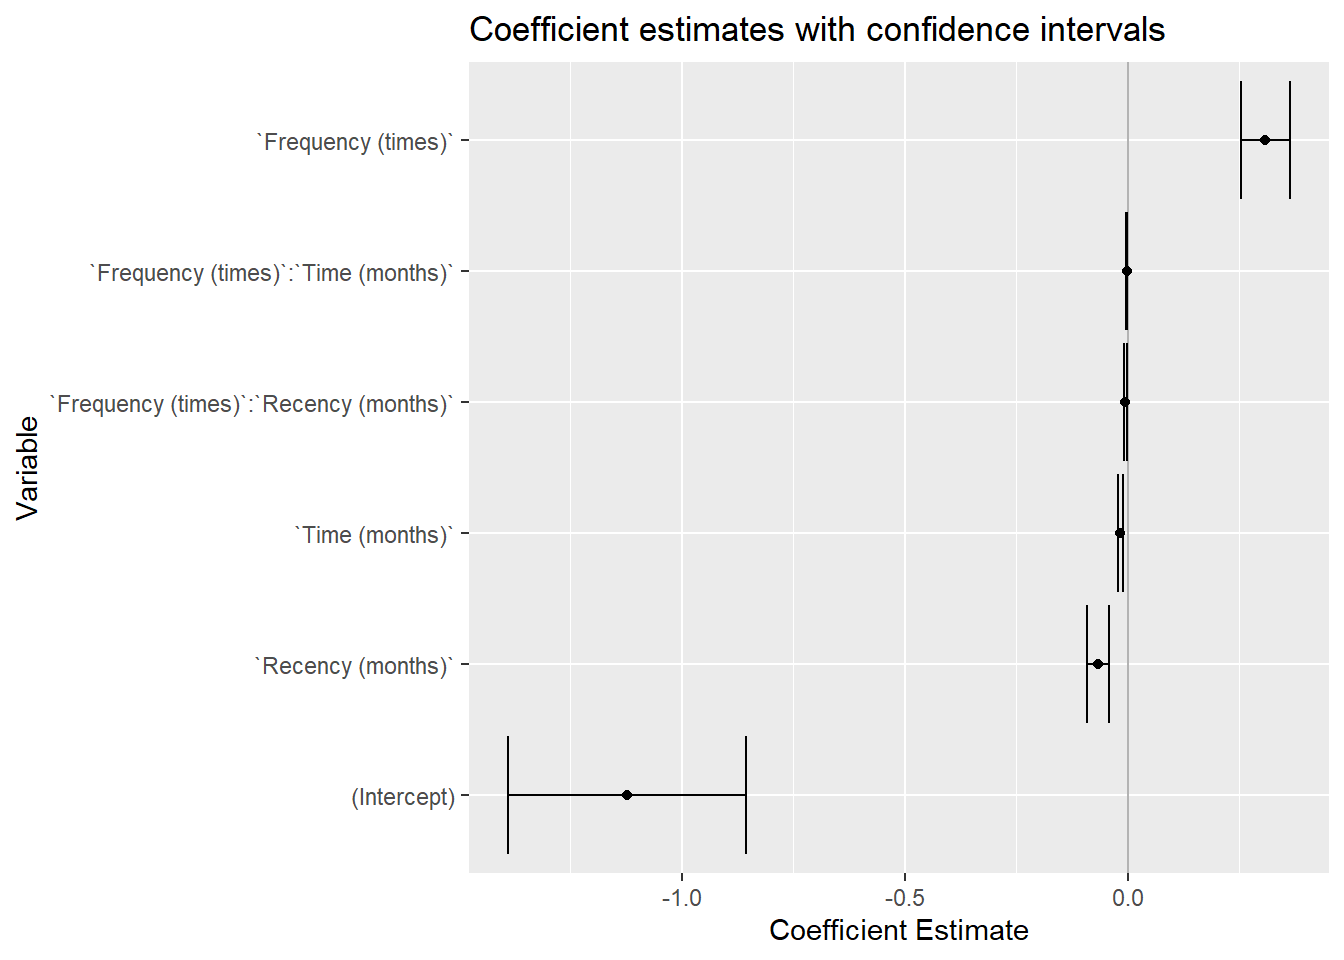 Coefficient estimates with confidence intervals
`Frequency (times)`
`Frequency (times)`:`Time (months)`
`Frequency (times)`:`Recency (months)`
`Time (months)`
`Recency (months)`
(Intercept)
Variable
-1.0 -0.5 0.0
Coefficient Estimate